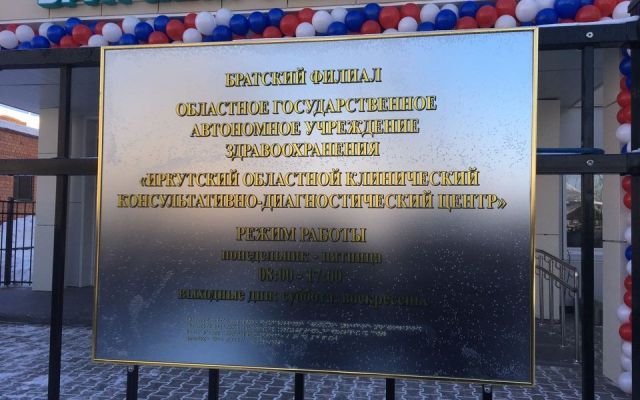 БРАТСКИЙ ФИЛИАЛ
ОБЛАСТНОЕ ГОСУДАРСТВЕННОЕ
АВТОНОМНОЕ УЧРЕЖДЕНИЕ
ЗДРАВООХРАНЕНИЯ
«ИРКУТСКИЙ ОБЛАСТНОЙ КЛИНИЧЕСКИЙ
КОНСУЛЬТАТИВНО-ДИАГНОСТИЧЕСКИЙ ЦЕНТР»
РЕЖИМ РАБОТЫ
понедельник - пятница
08:00 - 17:00
выходные дни: суббота, воскресенье